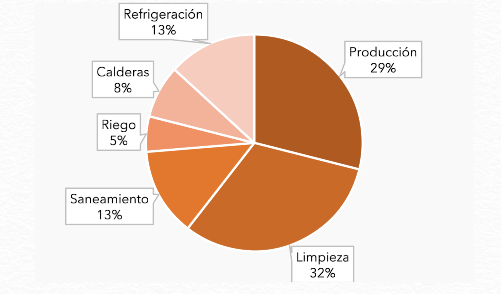 Refrigeración
13%
Producción
29%
Calderas
8%
Riego
5%
Saneamiento
13%
Limpieza
32%